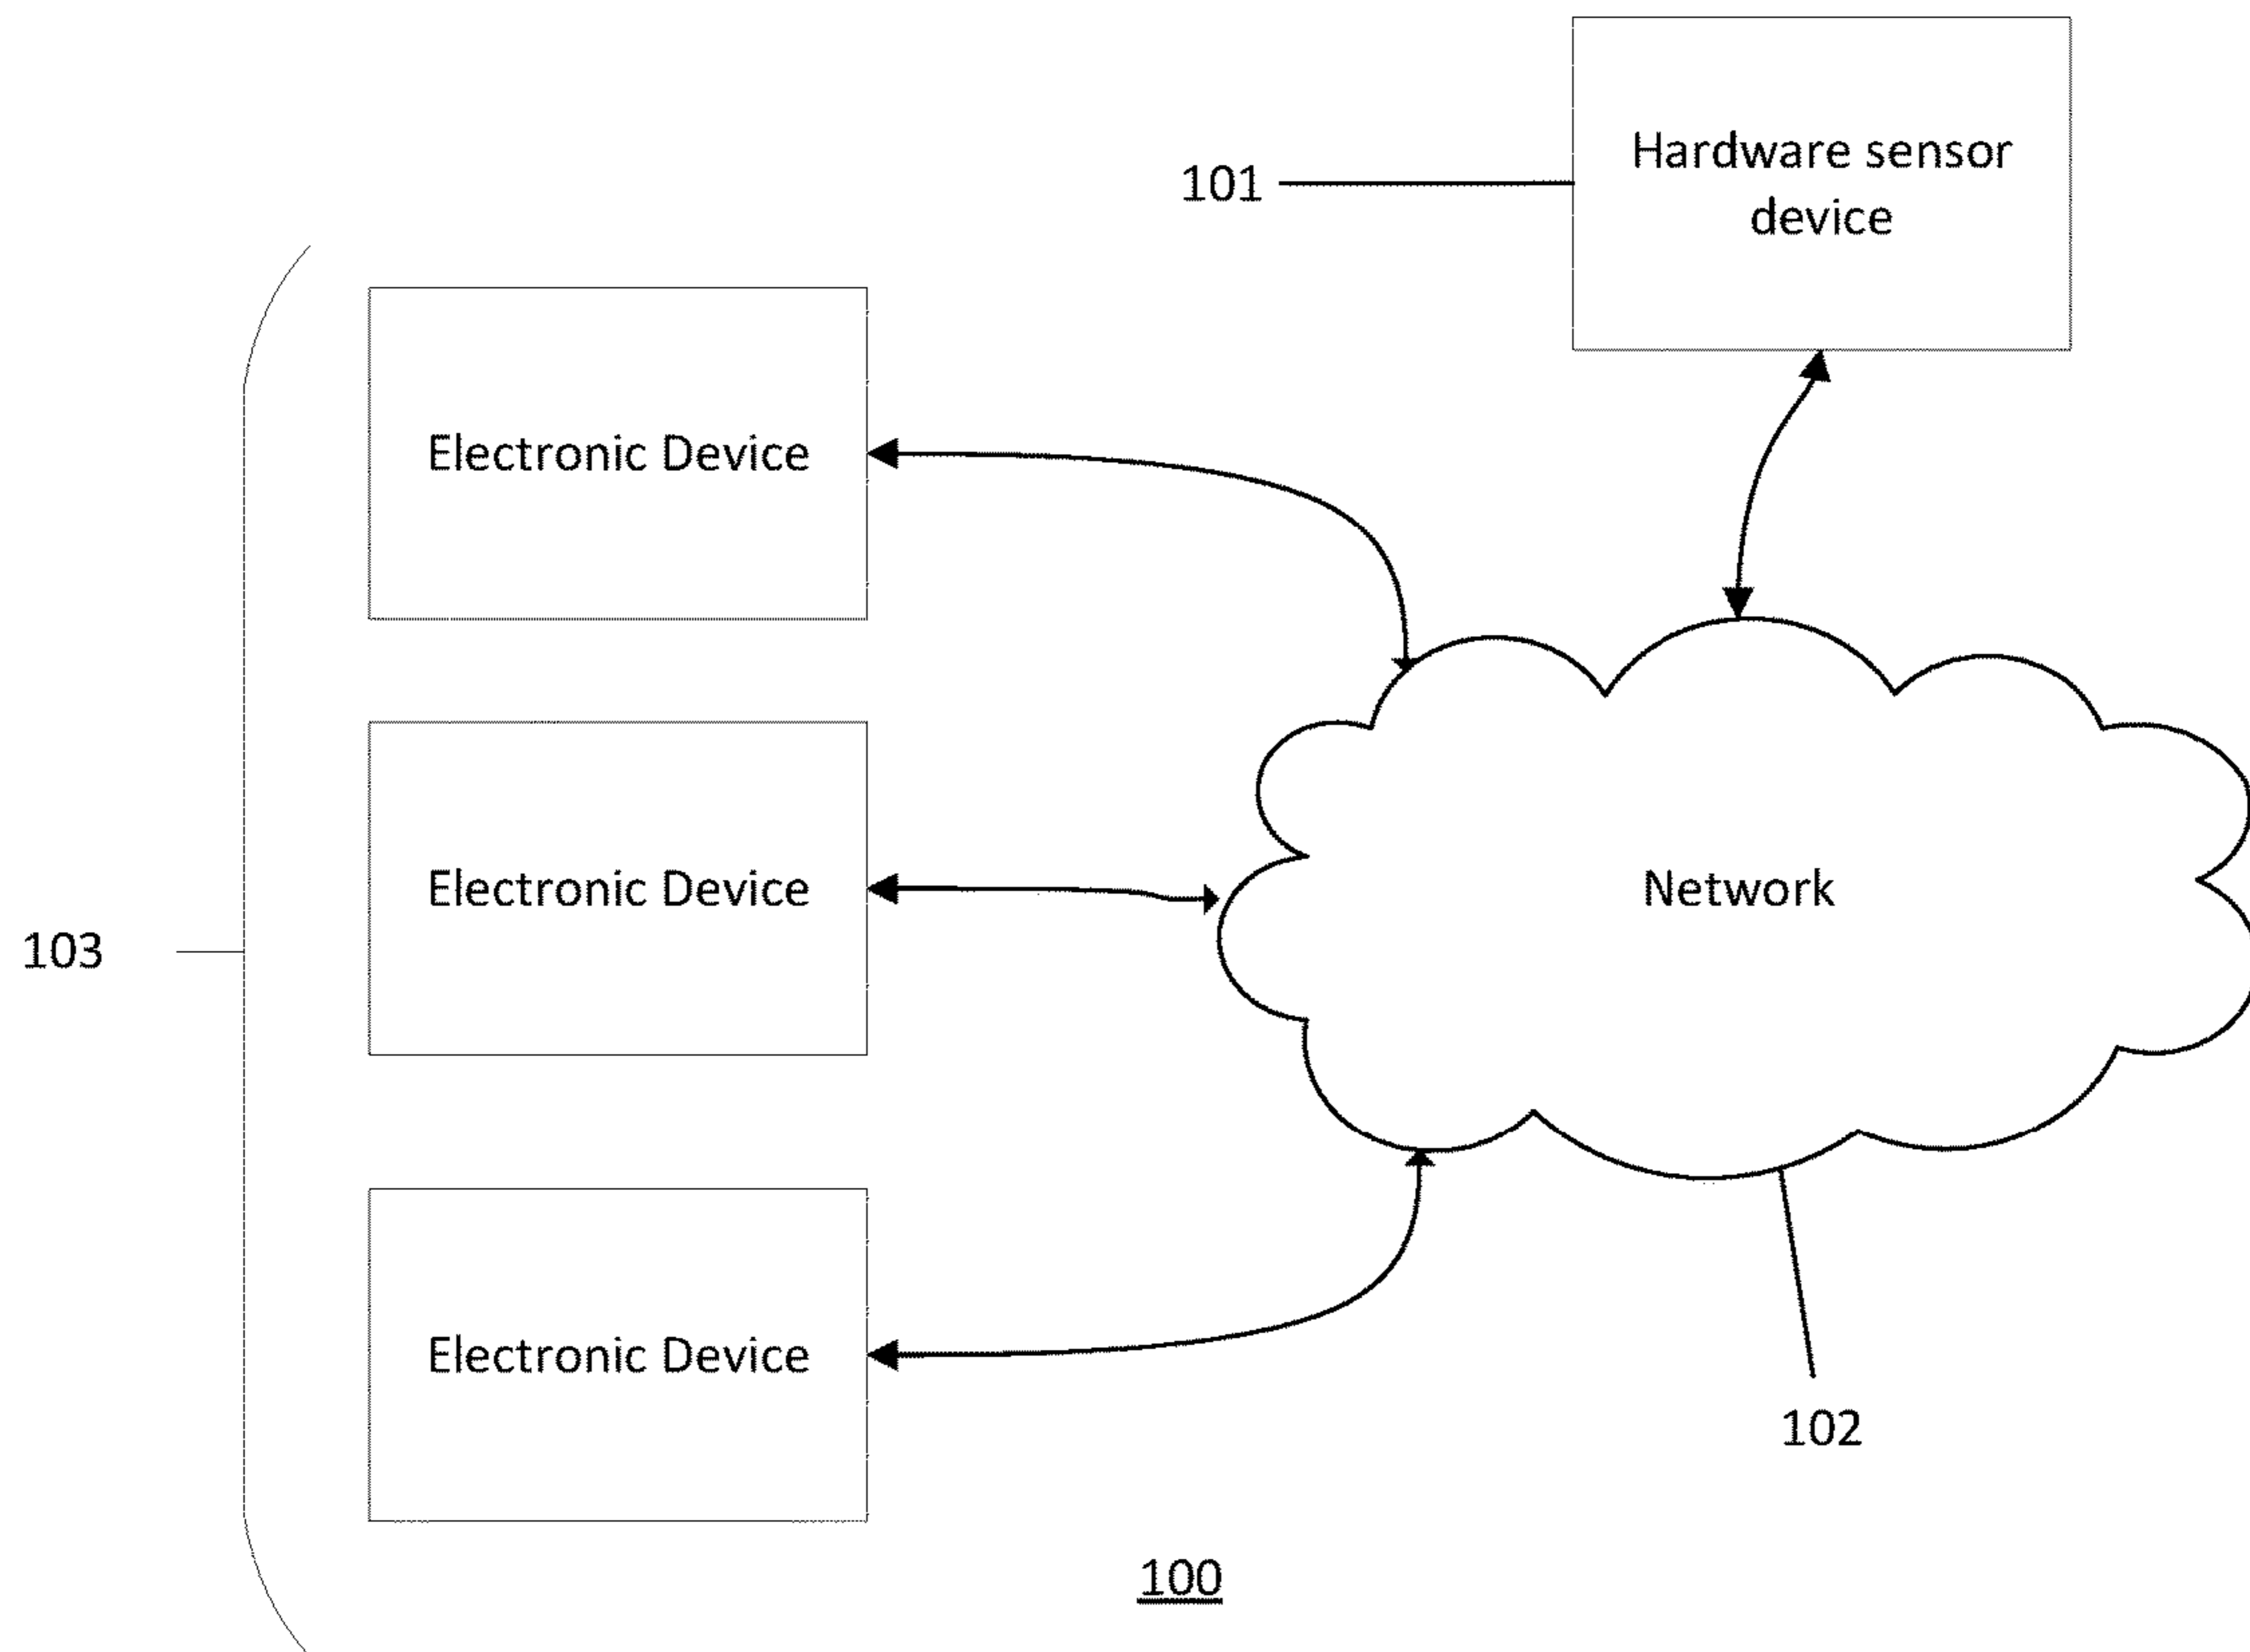 Hardware sensor
device
101
Electronic Device
Electronic Device
Network
103
Electronic Device
102
100